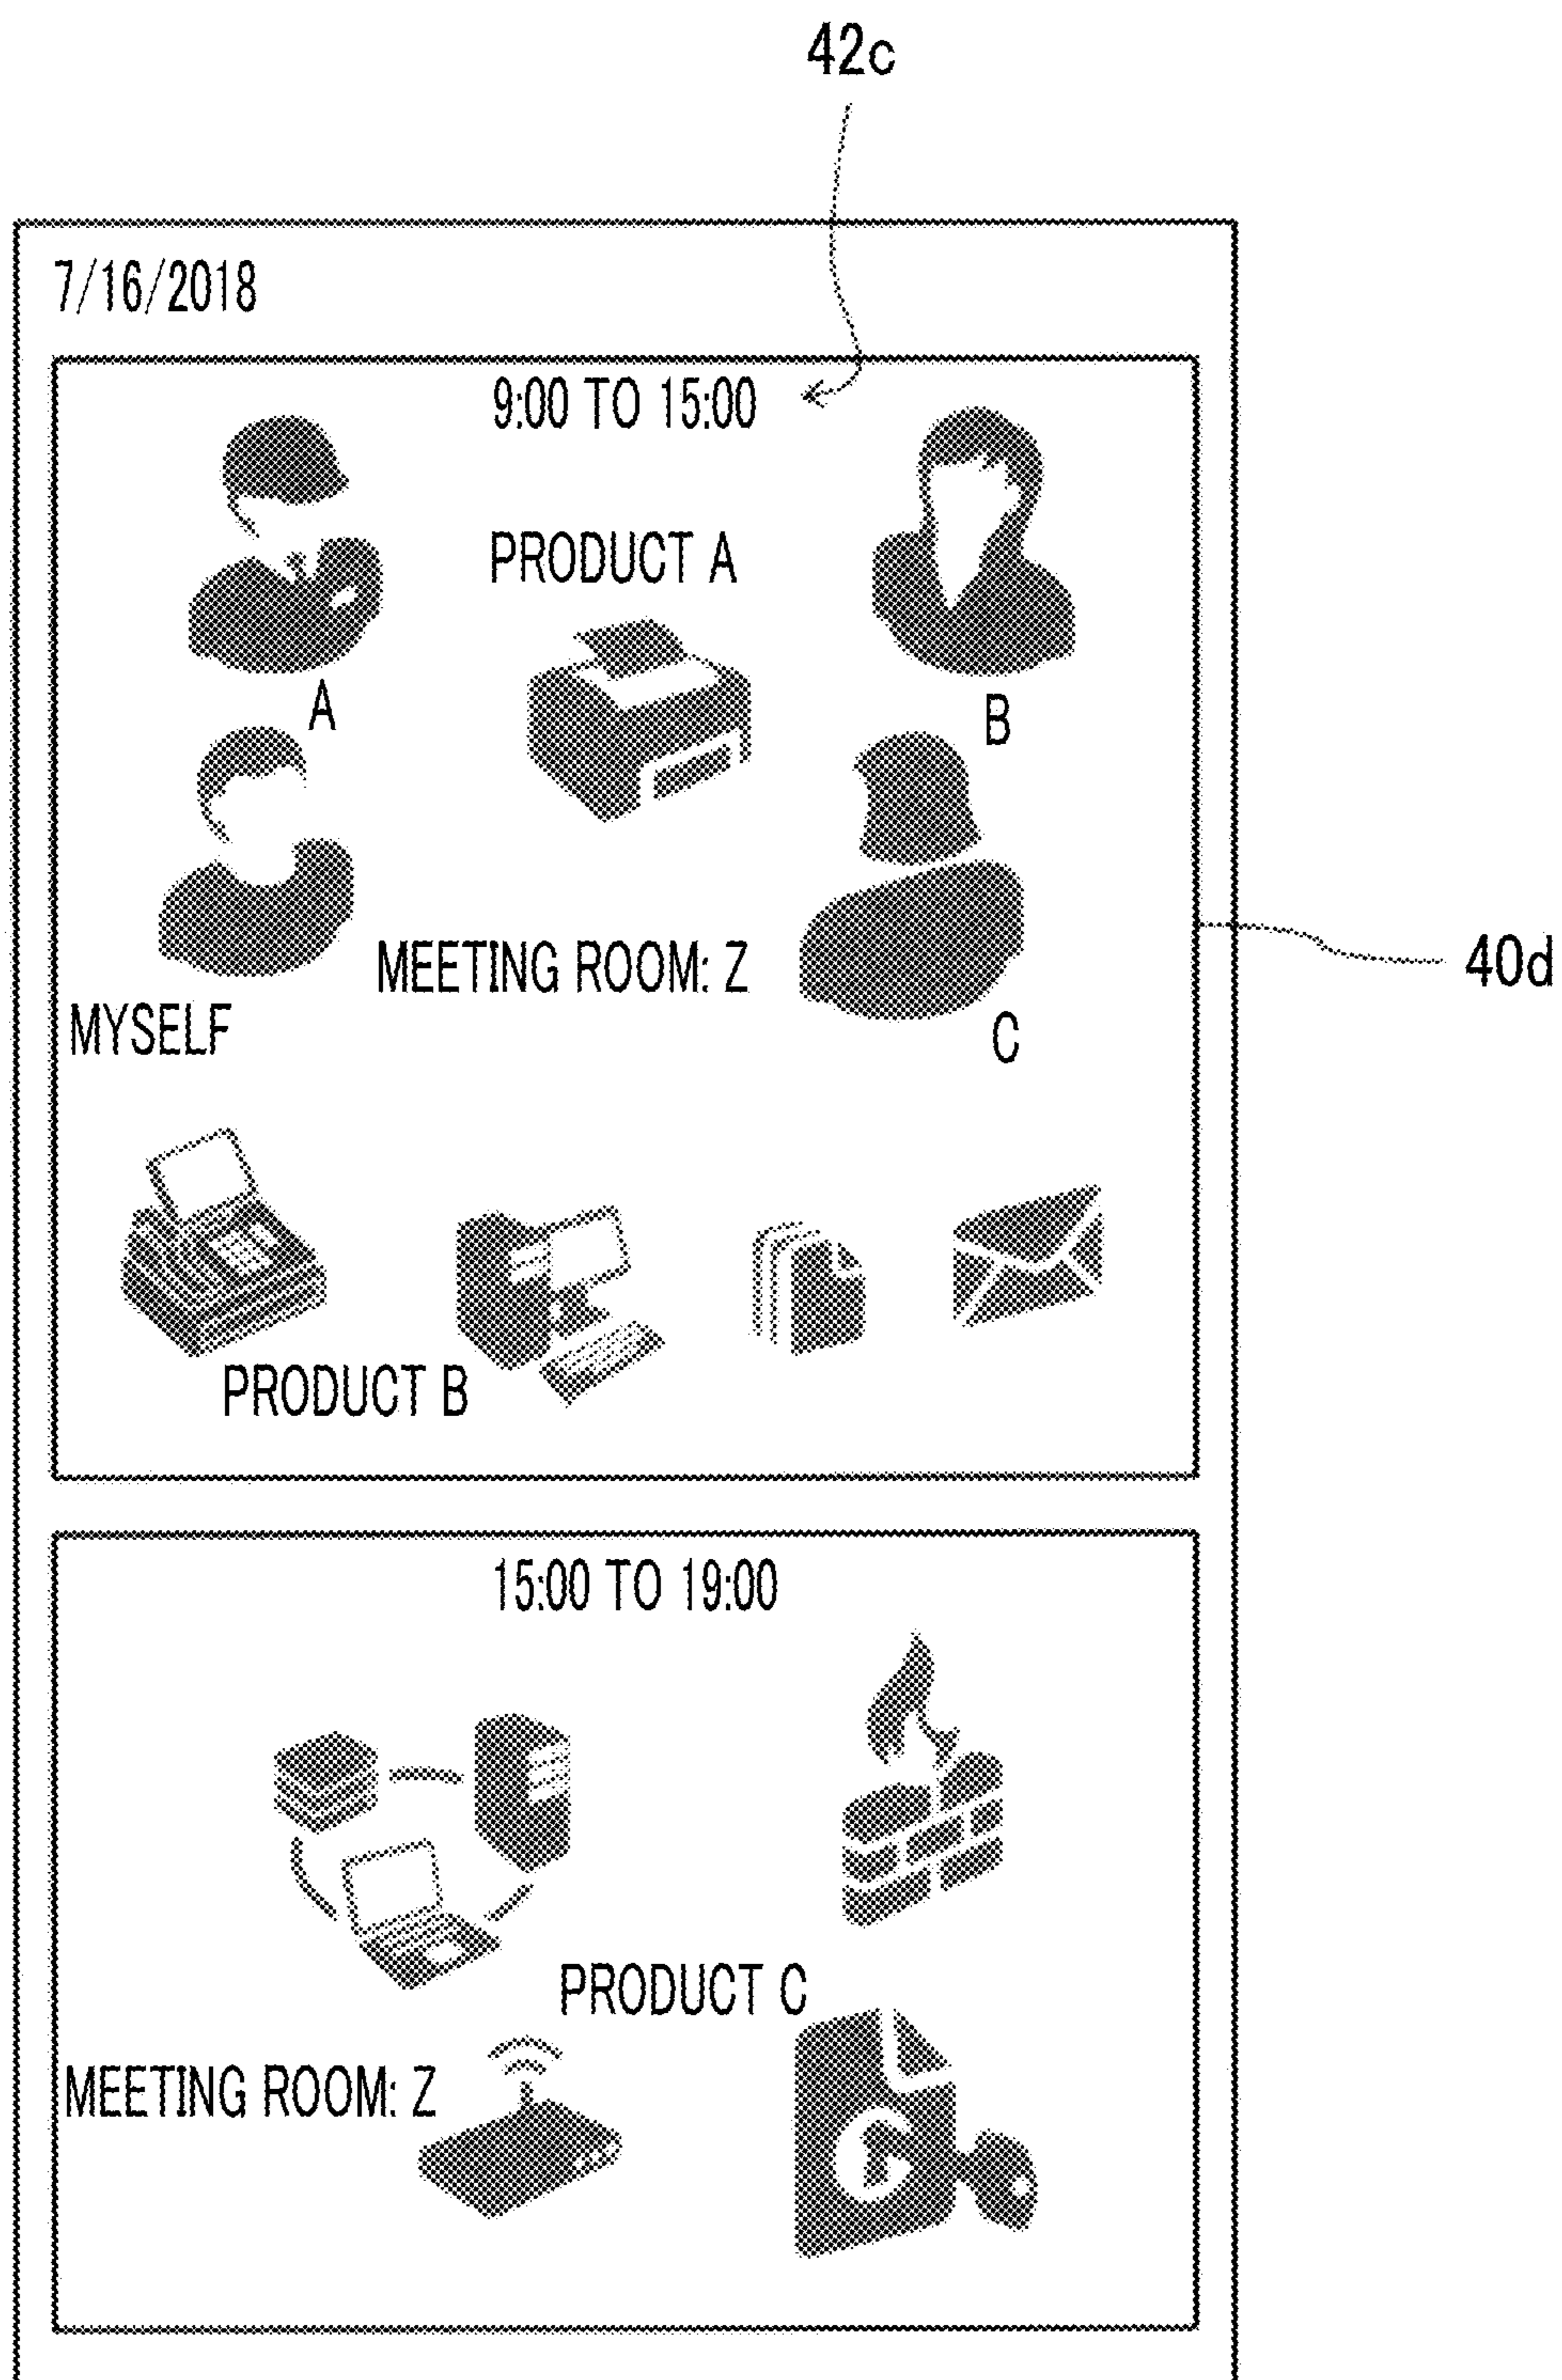 42c
7/16/2018
9:00 TO 15:00
PRODUCT A
A
B
MEETING ROOM: Z
40d
MYSELF
C
PRODUCT B
15:00 TO 19:00
PRODUCT C
MEETING ROOM: Z